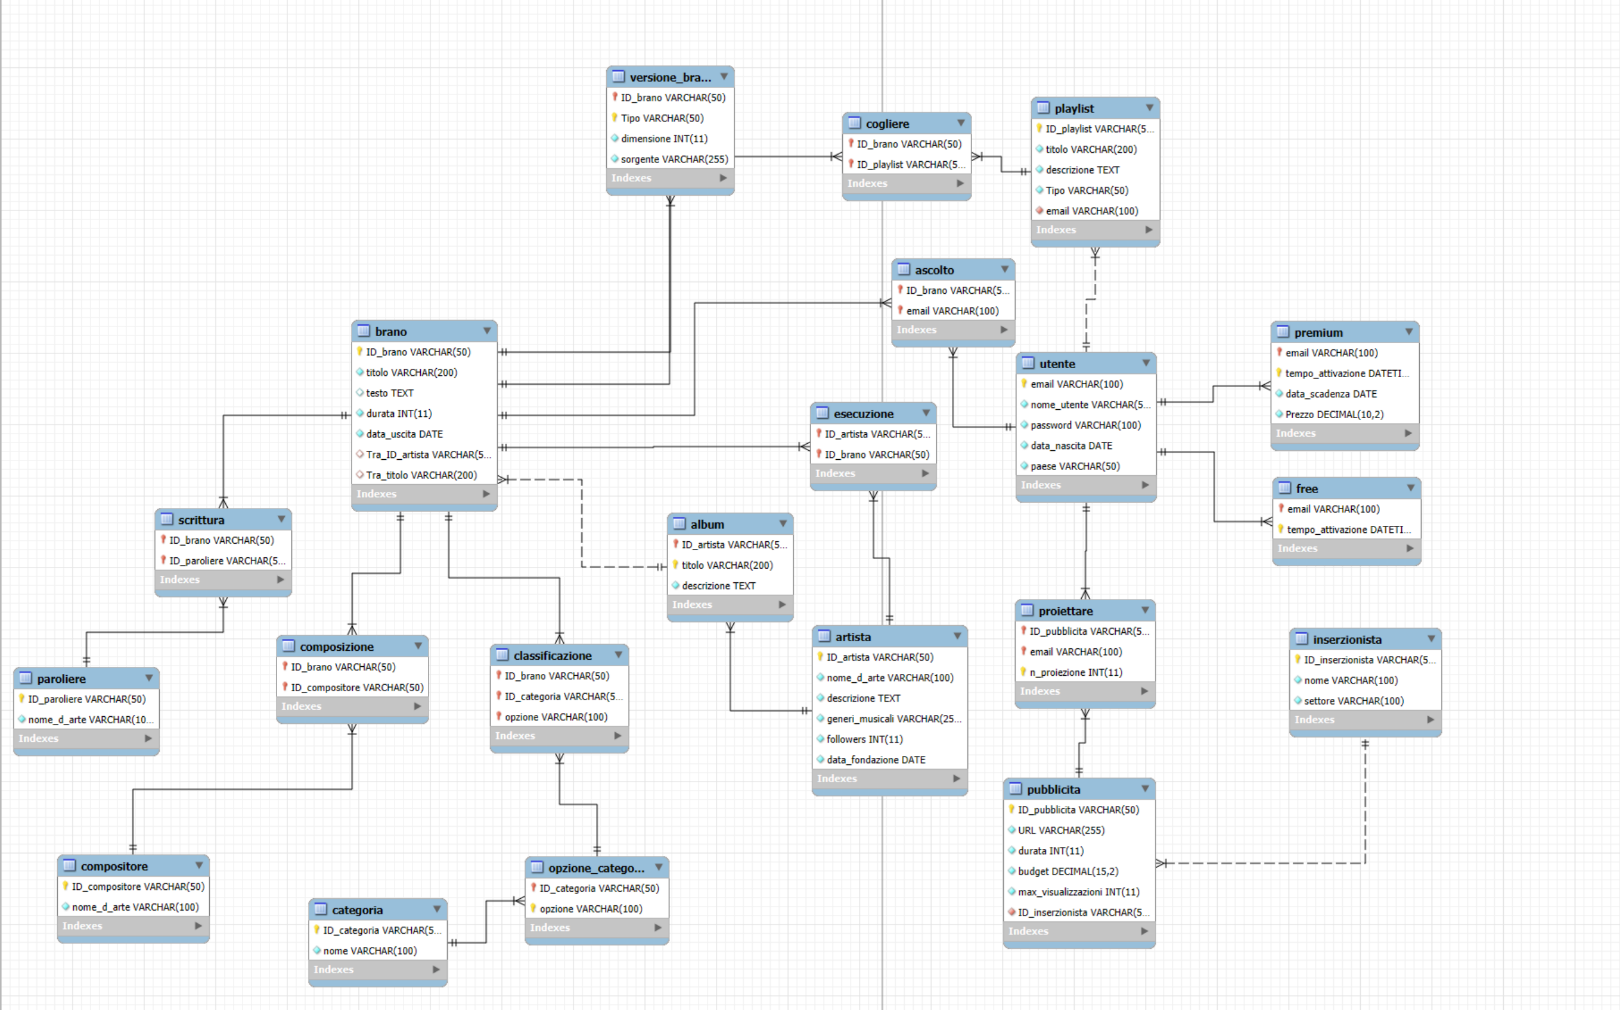 versione_bra...
ID_brano VARCHAR(50)
Tipo VARCHAR(50)
dimensione INT(11)
sorgente VARCHAR(255)
Indexes
cogliere
ID_brano VARCHAR(50)
ID_playlist VARCHAR(5...
Indexes
playlist
ID_playlist VARCHAR(5...
titolo VARCHAR(200)
descrizione TEXT
Tipo VARCHAR(50)
email VARCHAR(100)
Indexes
ascolto
ID_brano VARCHAR(5...
email VARCHAR(100)
Indexes
brano
ID_brano VARCHAR(50)
titolo VARCHAR(200)
testo TEXT
durata INT(11)
data_uscita DATE
Tra_ID_artista VARCHAR(5...
Tra_titolo VARCHAR(200)
Indexes
utente
email VARCHAR(100)
nome_utente VARCHAR(5...
password VARCHAR(100)
data_nascita DATE
paese VARCHAR(50)
Indexes
premium
email VARCHAR(100)
tempo_attivazione DATETI...
data_scadenza DATE
Prezzo DECIMAL(10,2)
Indexes
esecuzione
ID_artista VARCHAR(5...
ID_brano VARCHAR(50)
Indexes
free
email VARCHAR(100)
tempo_attivazione DATETI...
Indexes
scrittura
ID_brano VARCHAR(50)
ID_paroliere VARCHAR(5...
Indexes
album
ID_artista VARCHAR(5...
titolo VARCHAR(200)
descrizione TEXT
Indexes
proiettare
ID_pubblicita VARCHAR(5...
email VARCHAR(100)
n_proiezione INT(11)
Indexes
artista
ID_artista VARCHAR(50)
nome_d_arte VARCHAR(100)
descrizione TEXT
generi_musicali VARCHAR(25...
followers INT(11)
data_fondazione DATE
Indexes
inserzionista
ID_inserzionista VARCHAR(5...
nome VARCHAR(100)
settore VARCHAR(100)
Indexes
paroliere
ID_paroliere VARCHAR(50)
nome_d_arte VARCHAR(10...
Indexes
composizione
ID_brano VARCHAR(50)
ID_compositore VARCHAR(50)
Indexes
classificazione
ID_brano VARCHAR(50)
ID_categoria VARCHAR(5...
opzione VARCHAR(100)
Indexes
pubblicita
ID_pubblicita VARCHAR(50)
URL VARCHAR(255)
durata INT(11)
budget DECIMAL(15,2)
max_visualizzazioni INT(11)
ID_inserzionista VARCHAR(5...
Indexes
compositore
ID_compositore VARCHAR(50)
nome_d_arte VARCHAR(100)
Indexes
categoria
ID_categoria VARCHAR(5...
nome VARCHAR(100)
Indexes
opzione_catego...
ID_categoria VARCHAR(50)
opzione VARCHAR(100)
Indexes